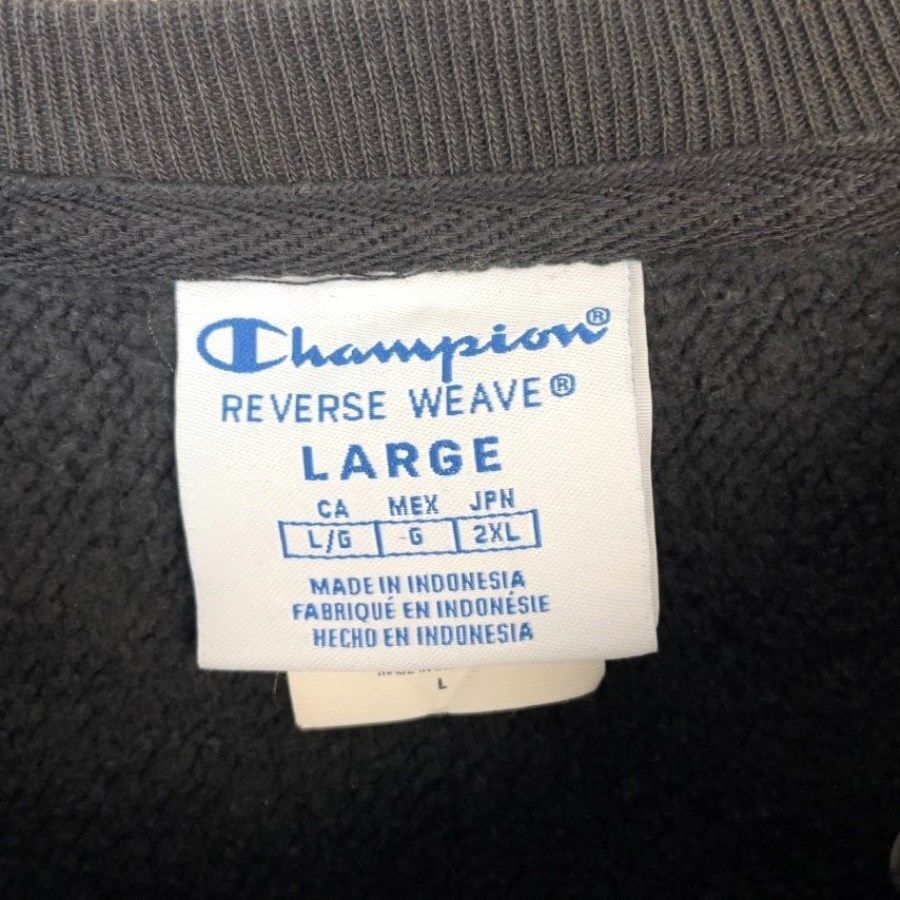 Champion®
REVERSE WEAVE®
LARGE
CA MEX JPN
L/G G 2XL
MADE IN INDONESIA
FABRIQUÉ EN INDONÉSIE
HECHO EN INDONESIA
L